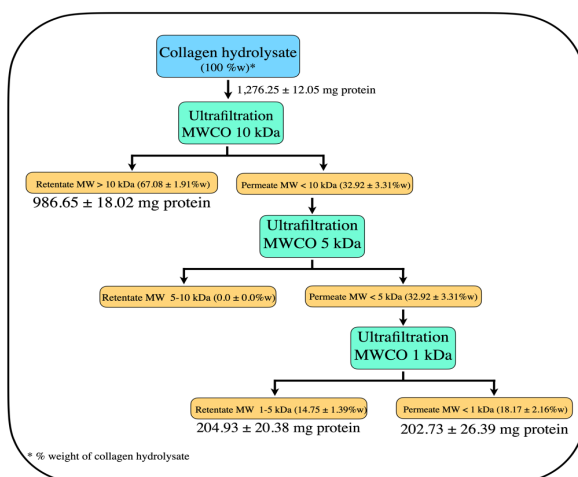 Collagen hydrolysate
(100 %w)*
1,276.25 ± 12.05 mg protein
Ultrafiltration
MWCO 10 kDa
Retentate MW > 10 kDa (67.08 ± 1.91%w)
Permeate MW < 10 kDa (32.92 ± 3.31%w)
986.65 ± 18.02 mg protein
Ultrafiltration
MWCO 5 kDa
Retentate MW 5-10 kDa (0.0 ± 0.0%w)
Permeate MW < 5 kDa (32.92 ± 3.31%w)
Ultrafiltration
MWCO 1 kDa
Retentate MW 1-5 kDa (14.75 ± 1.39%w)
Permeate MW < 1 kDa (18.17 ± 2.16%w)
204.93 ± 20.38 mg protein
202.73 ± 26.39 mg protein
* % weight of collagen hydrolysate